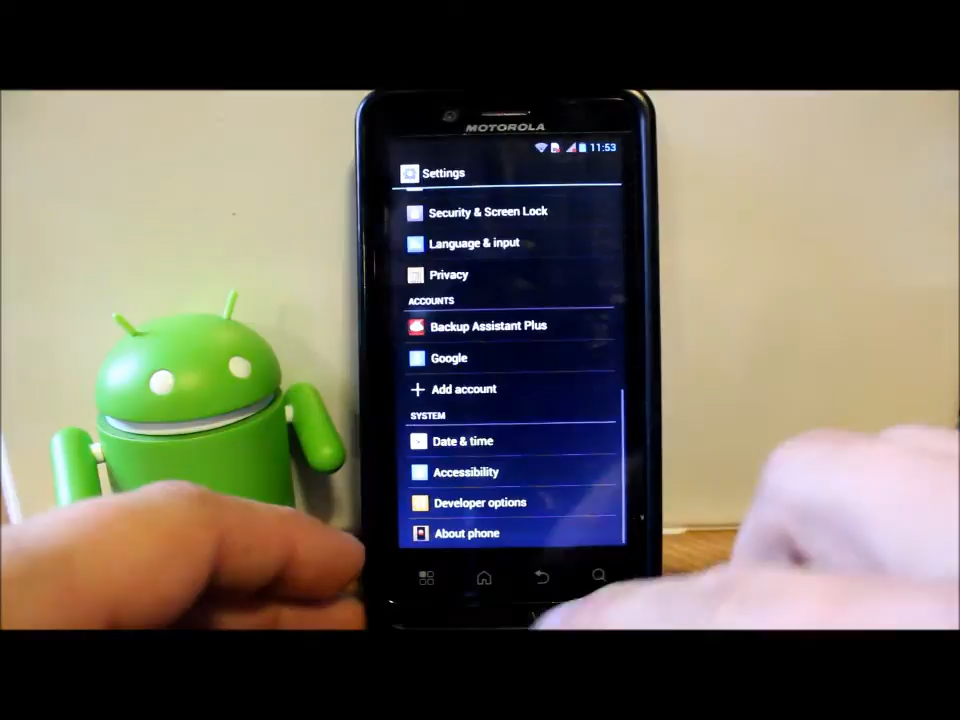 MOTOROLA
11:53
Settings
Security & Screen Lock
Language & input
Privacy
ACCOUNTS
Backup Assistant Plus
Google
Add account
SYSTEM
Date & time
Accessibility
Developer options
About phone